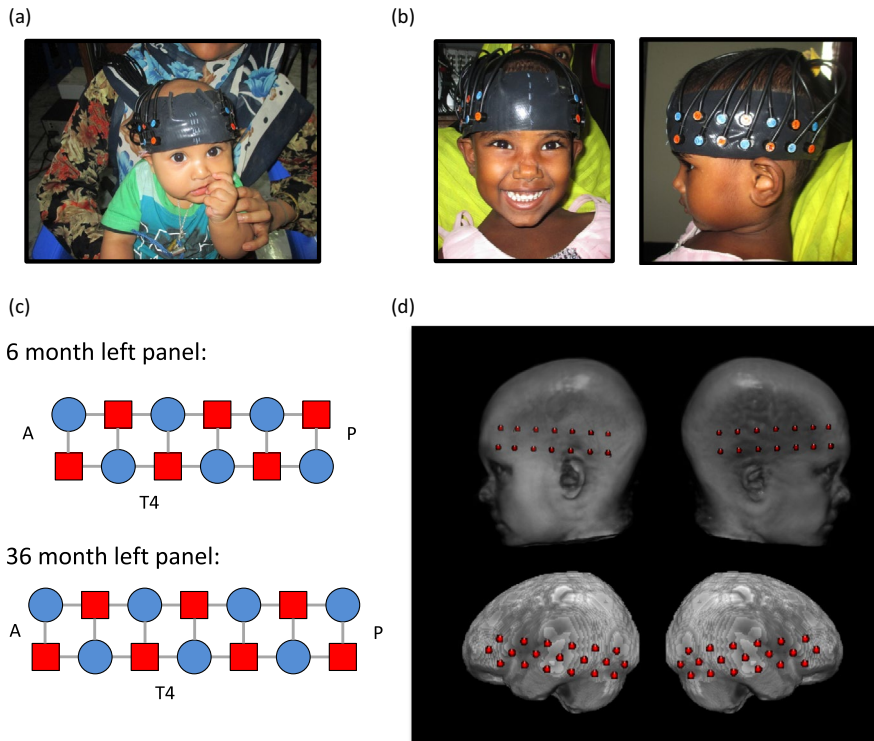 (a)
(b)
(c)
(d)
6 month left panel:
A
P
T4
36 month left panel:
A
P
T4